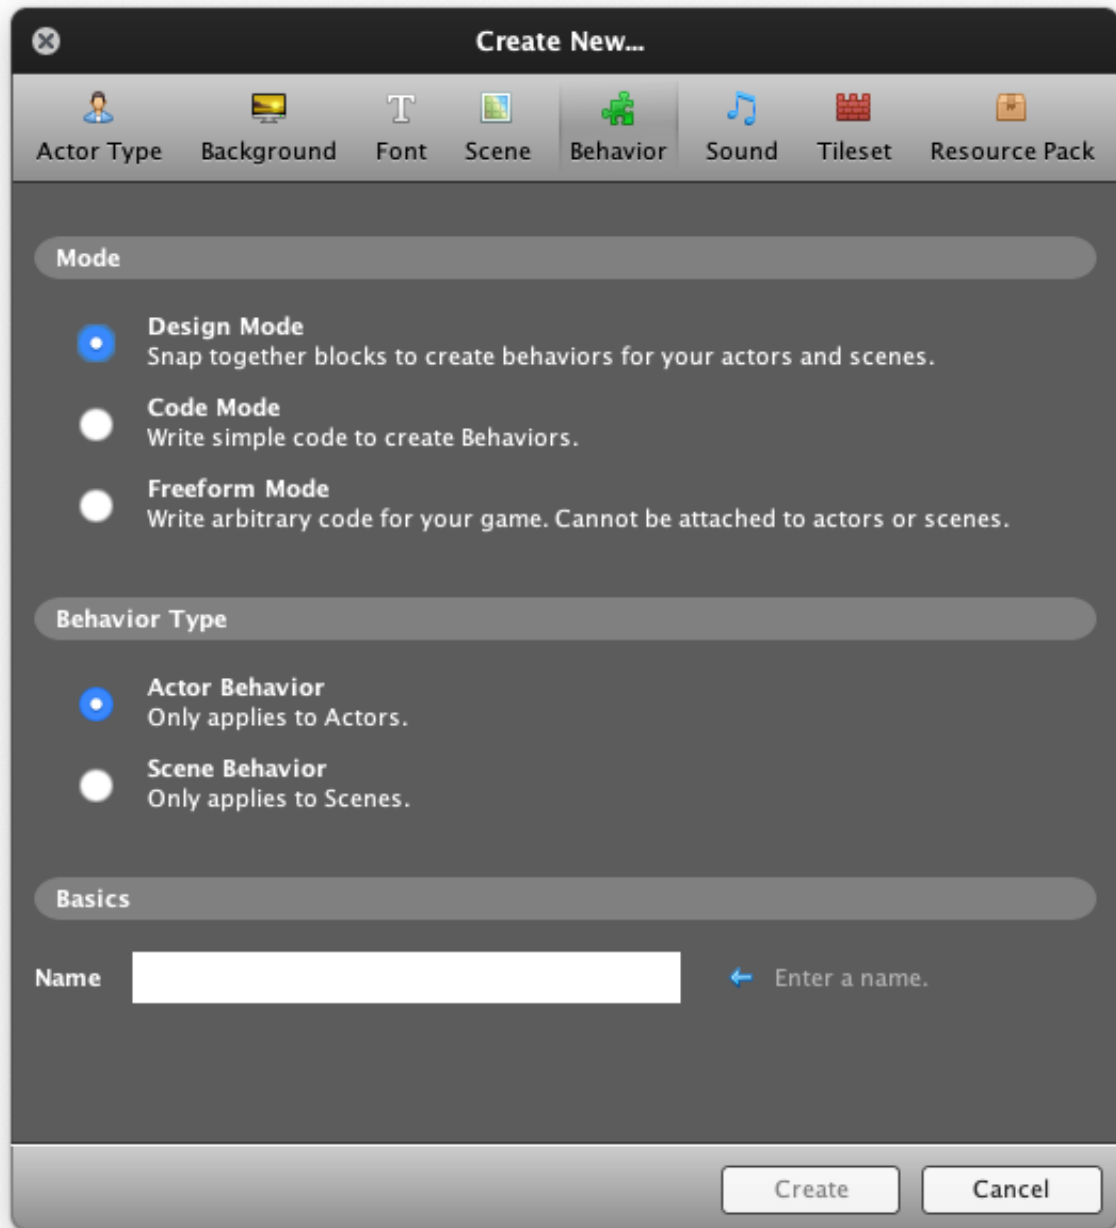 Create New...
Actor Type Background Font Scene Behavior Sound Tileset Resource Pack
Mode
Design Mode
Snap together blocks to create behaviors for your actors and scenes.
Code Mode
Write simple code to create Behaviors.
Freeform Mode
Write arbitrary code for your game. Cannot be attached to actors or scenes.
Behavior Type
Actor Behavior
Only applies to Actors.
Scene Behavior
Only applies to Scenes.
Basics
Name Enter a name.
Create Cancel